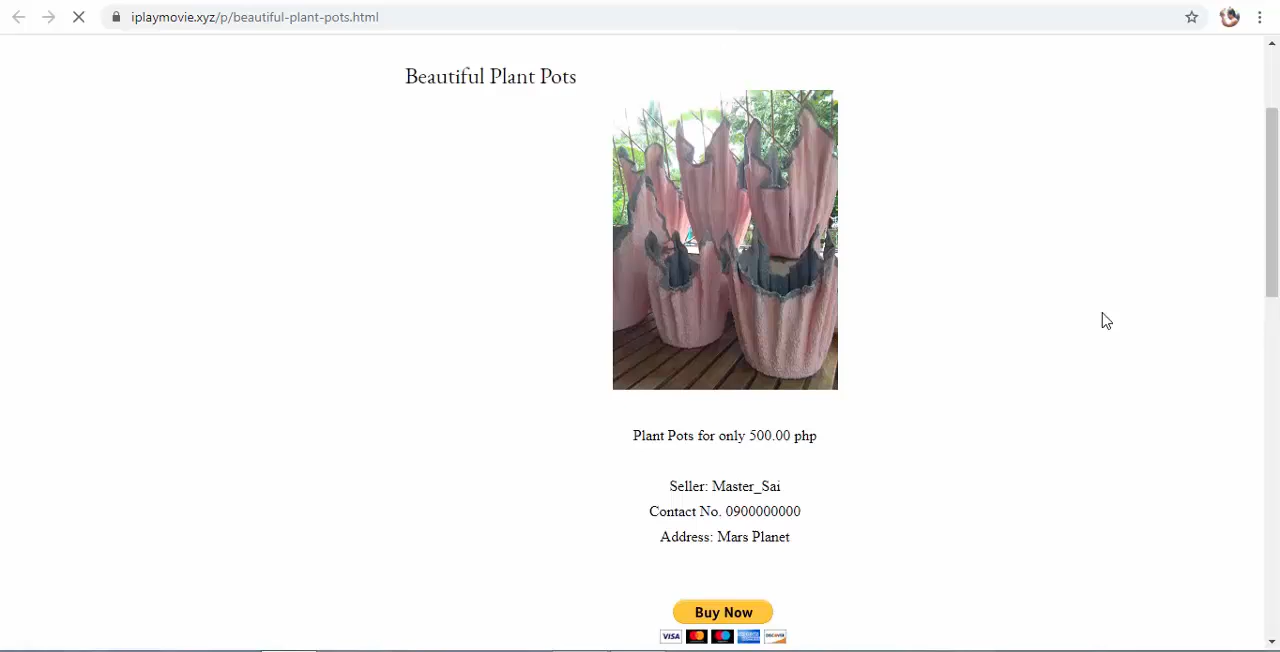 iplaymovie.xyz/p/beautiful-plant-pots.html
Beautiful Plant Pots
Plant Pots for only 500.00 php
Seller: Master_Sai
Contact No. 0900000000
Address: Mars Planet
Buy Now
VISA
DISCOVER